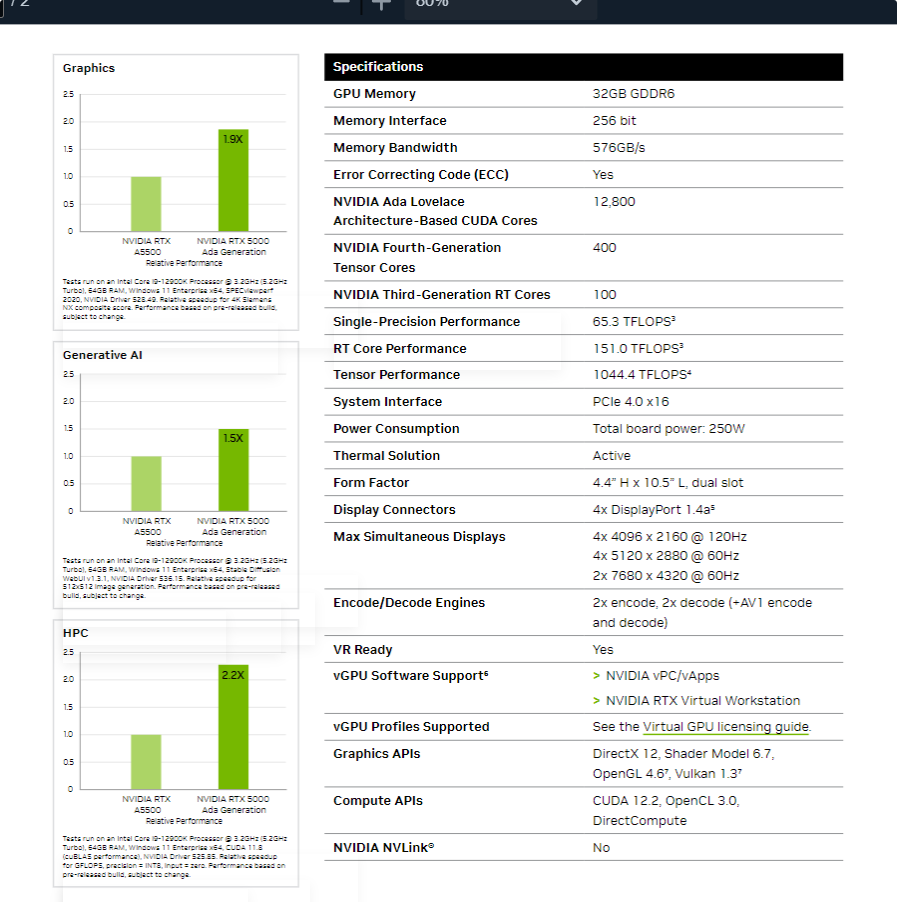 / 2
80%
Graphics
2.5
2.0
1.5
1.0
0.5
0
1.9X
NVIDIA RTX
A5500
NVIDIA RTX 5000
Ada Generation
Relative Performance
Tests run on an Intel Core i9-12900K Processor @ 3.2GHz (5.2GHz
Turbo), 64GB RAM, Windows 11 Enterprise x64, SPECviewperf
2020, NVIDIA Driver 528.49. Relative speedup for 4K Siemens
NX composite score. Performance based on pre-released build,
subject to change.
Generative AI
2.5
2.0
1.5
1.0
0.5
0
1.5X
NVIDIA RTX
A5500
NVIDIA RTX 5000
Ada Generation
Relative Performance
Tests run on an Intel Core i9-12900K Processor @ 3.2GHz (5.2GHz
Turbo), 64GB RAM, Windows 11 Enterprise x64, Stable Diffusion
WebUI v1.3.1, NVIDIA Driver 536.15. Relative speedup for
512x512 image generation. Performance based on pre-released
build, subject to change.
HPC
2.5
2.0
1.5
1.0
0.5
0
2.2X
NVIDIA RTX
A5500
NVIDIA RTX 5000
Ada Generation
Relative Performance
Tests run on an Intel Core i9-12900K Processor @ 3.2GHz (5.2GHz
Turbo), 64GB RAM, Windows 11 Enterprise x64, CUDA 11.8
(cuBLAS performance), NVIDIA Driver 525.85. Relative speedup
for GFLOPS, precision = INT8, input = zero. Performance based on
pre-released build, subject to change.
Specifications
GPU Memory 32GB GDDR6
Memory Interface 256 bit
Memory Bandwidth 576GB/s
Error Correcting Code (ECC) Yes
NVIDIA Ada Lovelace 12,800
Architecture-Based CUDA Cores
NVIDIA Fourth-Generation 400
Tensor Cores
NVIDIA Third-Generation RT Cores 100
Single-Precision Performance 65.3 TFLOPS³
RT Core Performance 151.0 TFLOPS³
Tensor Performance 1044.4 TFLOPS⁴
System Interface PCIe 4.0 x16
Power Consumption Total board power: 250W
Thermal Solution Active
Form Factor 4.4” H x 10.5” L, dual slot
Display Connectors 4x DisplayPort 1.4a⁵
Max Simultaneous Displays 4x 4096 x 2160 @ 120Hz
4x 5120 x 2880 @ 60Hz
2x 7680 x 4320 @ 60Hz
Encode/Decode Engines 2x encode, 2x decode (+AV1 encode
and decode)
VR Ready Yes
vGPU Software Support⁶ > NVIDIA vPC/vApps
> NVIDIA RTX Virtual Workstation
vGPU Profiles Supported See the Virtual GPU licensing guide.
Graphics APIs DirectX 12, Shader Model 6.7,
OpenGL 4.6⁷, Vulkan 1.3⁷
Compute APIs CUDA 12.2, OpenCL 3.0,
DirectCompute
NVIDIA NVLink® No